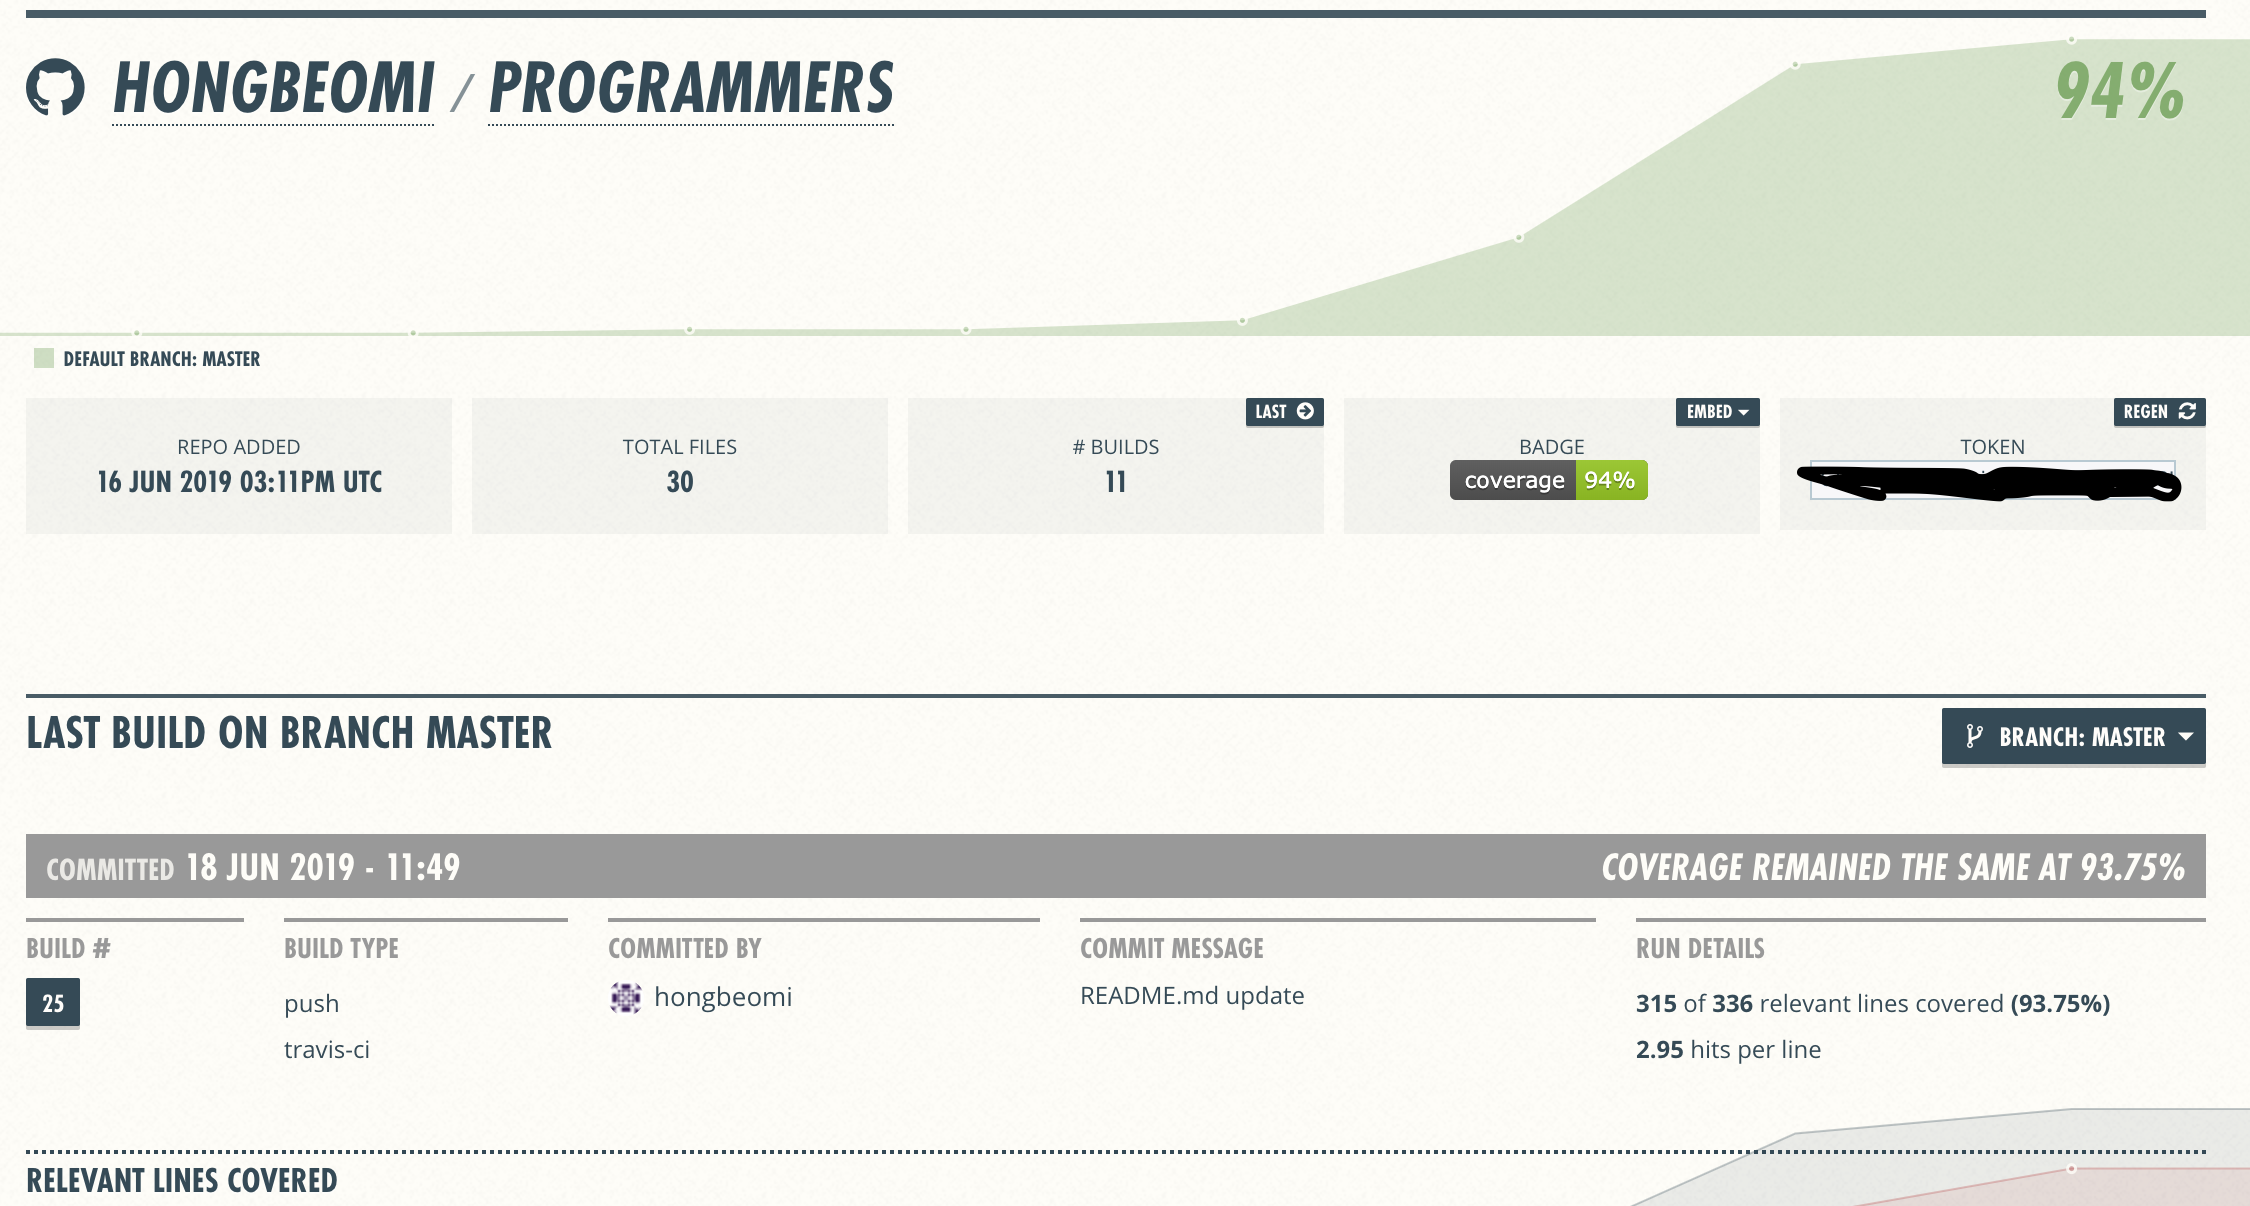 HONGBEOMI / PROGRAMMERS
94%
DEFAULT BRANCH: MASTER
REPO ADDED
16 JUN 2019 03:11PM UTC
TOTAL FILES
30
LAST
# BUILDS
11
EMBED
BADGE
coverage 94%
REGEN
TOKEN
LAST BUILD ON BRANCH MASTER
BRANCH: MASTER
COMMITTED 18 JUN 2019 - 11:49
COVERAGE REMAINED THE SAME AT 93.75%
BUILD #
25
BUILD TYPE
push
travis-ci
COMMITTED BY
hongbeomi
COMMIT MESSAGE
README.md update
RUN DETAILS
315 of 336 relevant lines covered (93.75%)
2.95 hits per line
RELEVANT LINES COVERED